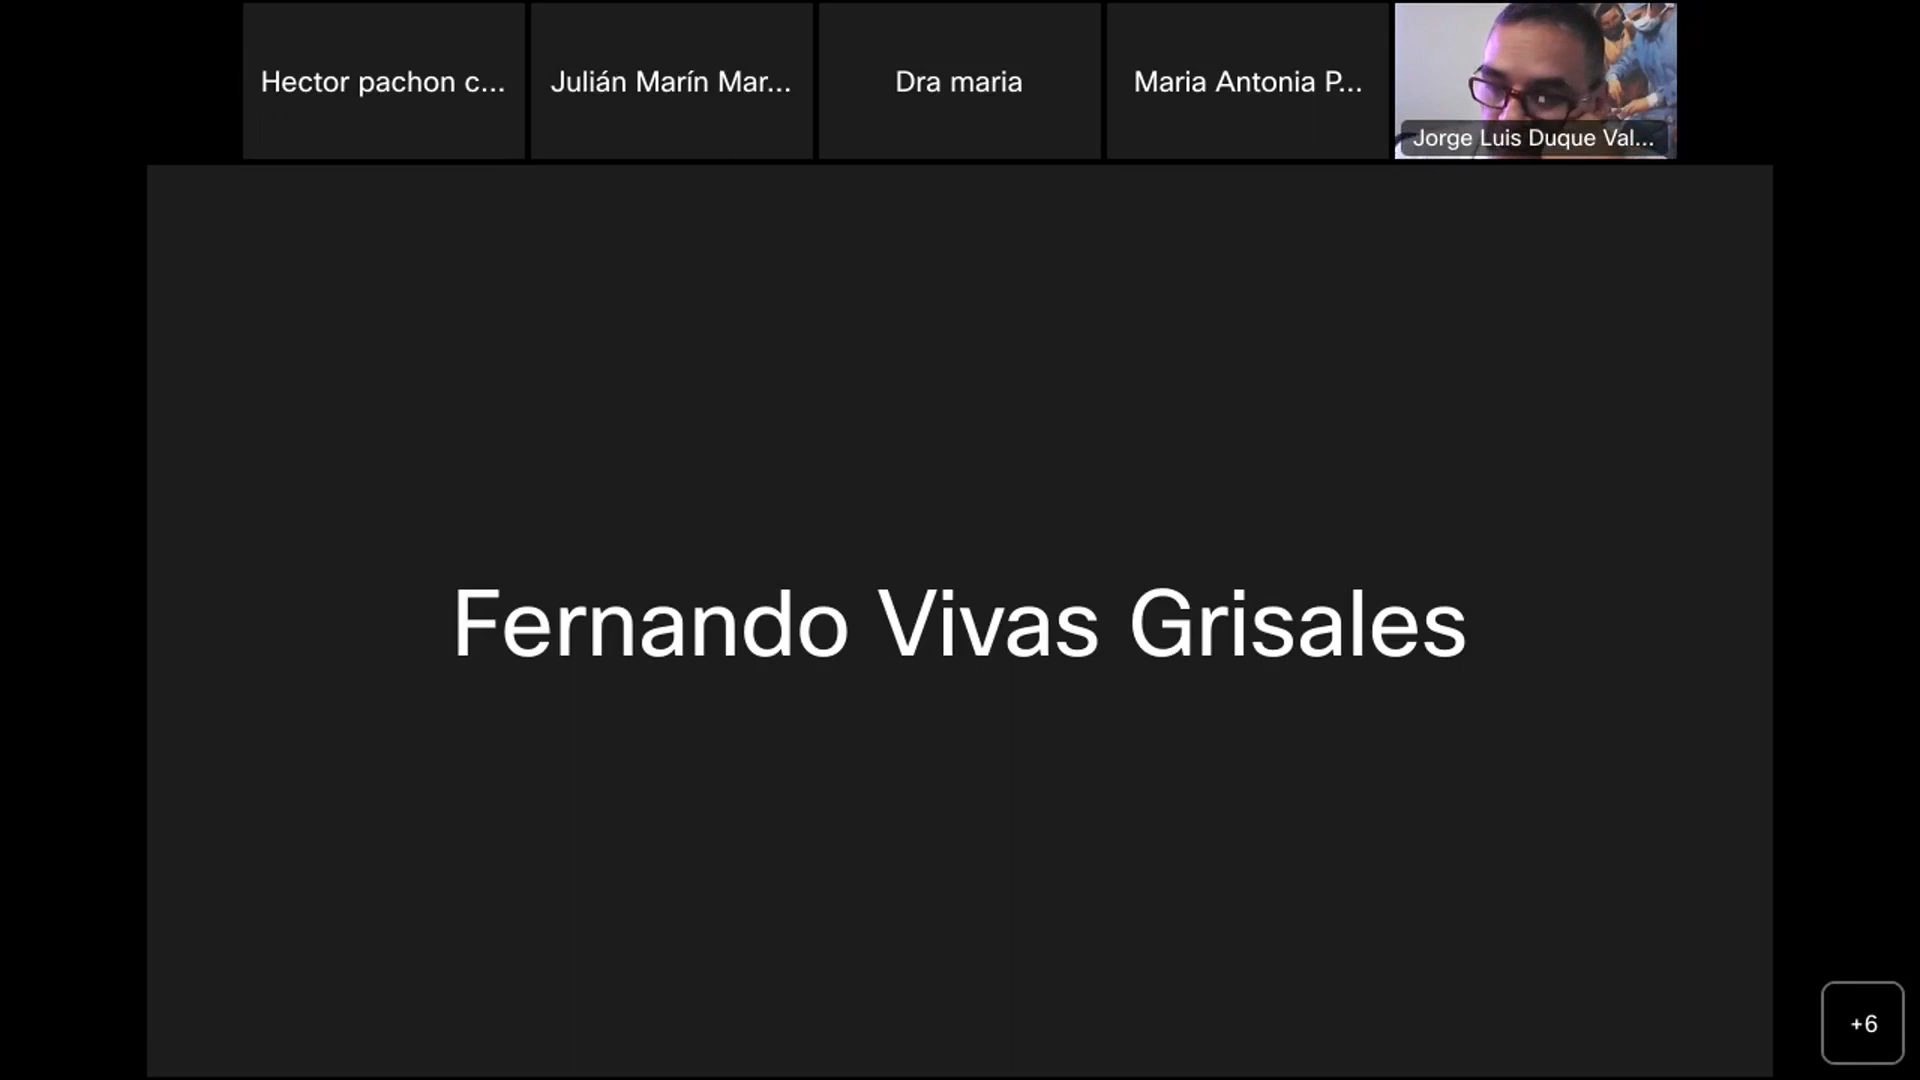 Hector pachon c...
Julián Marín Mar...
Dra maria
Maria Antonia P...
Jorge Luis Duque Val...
Fernando Vivas Grisales
+6